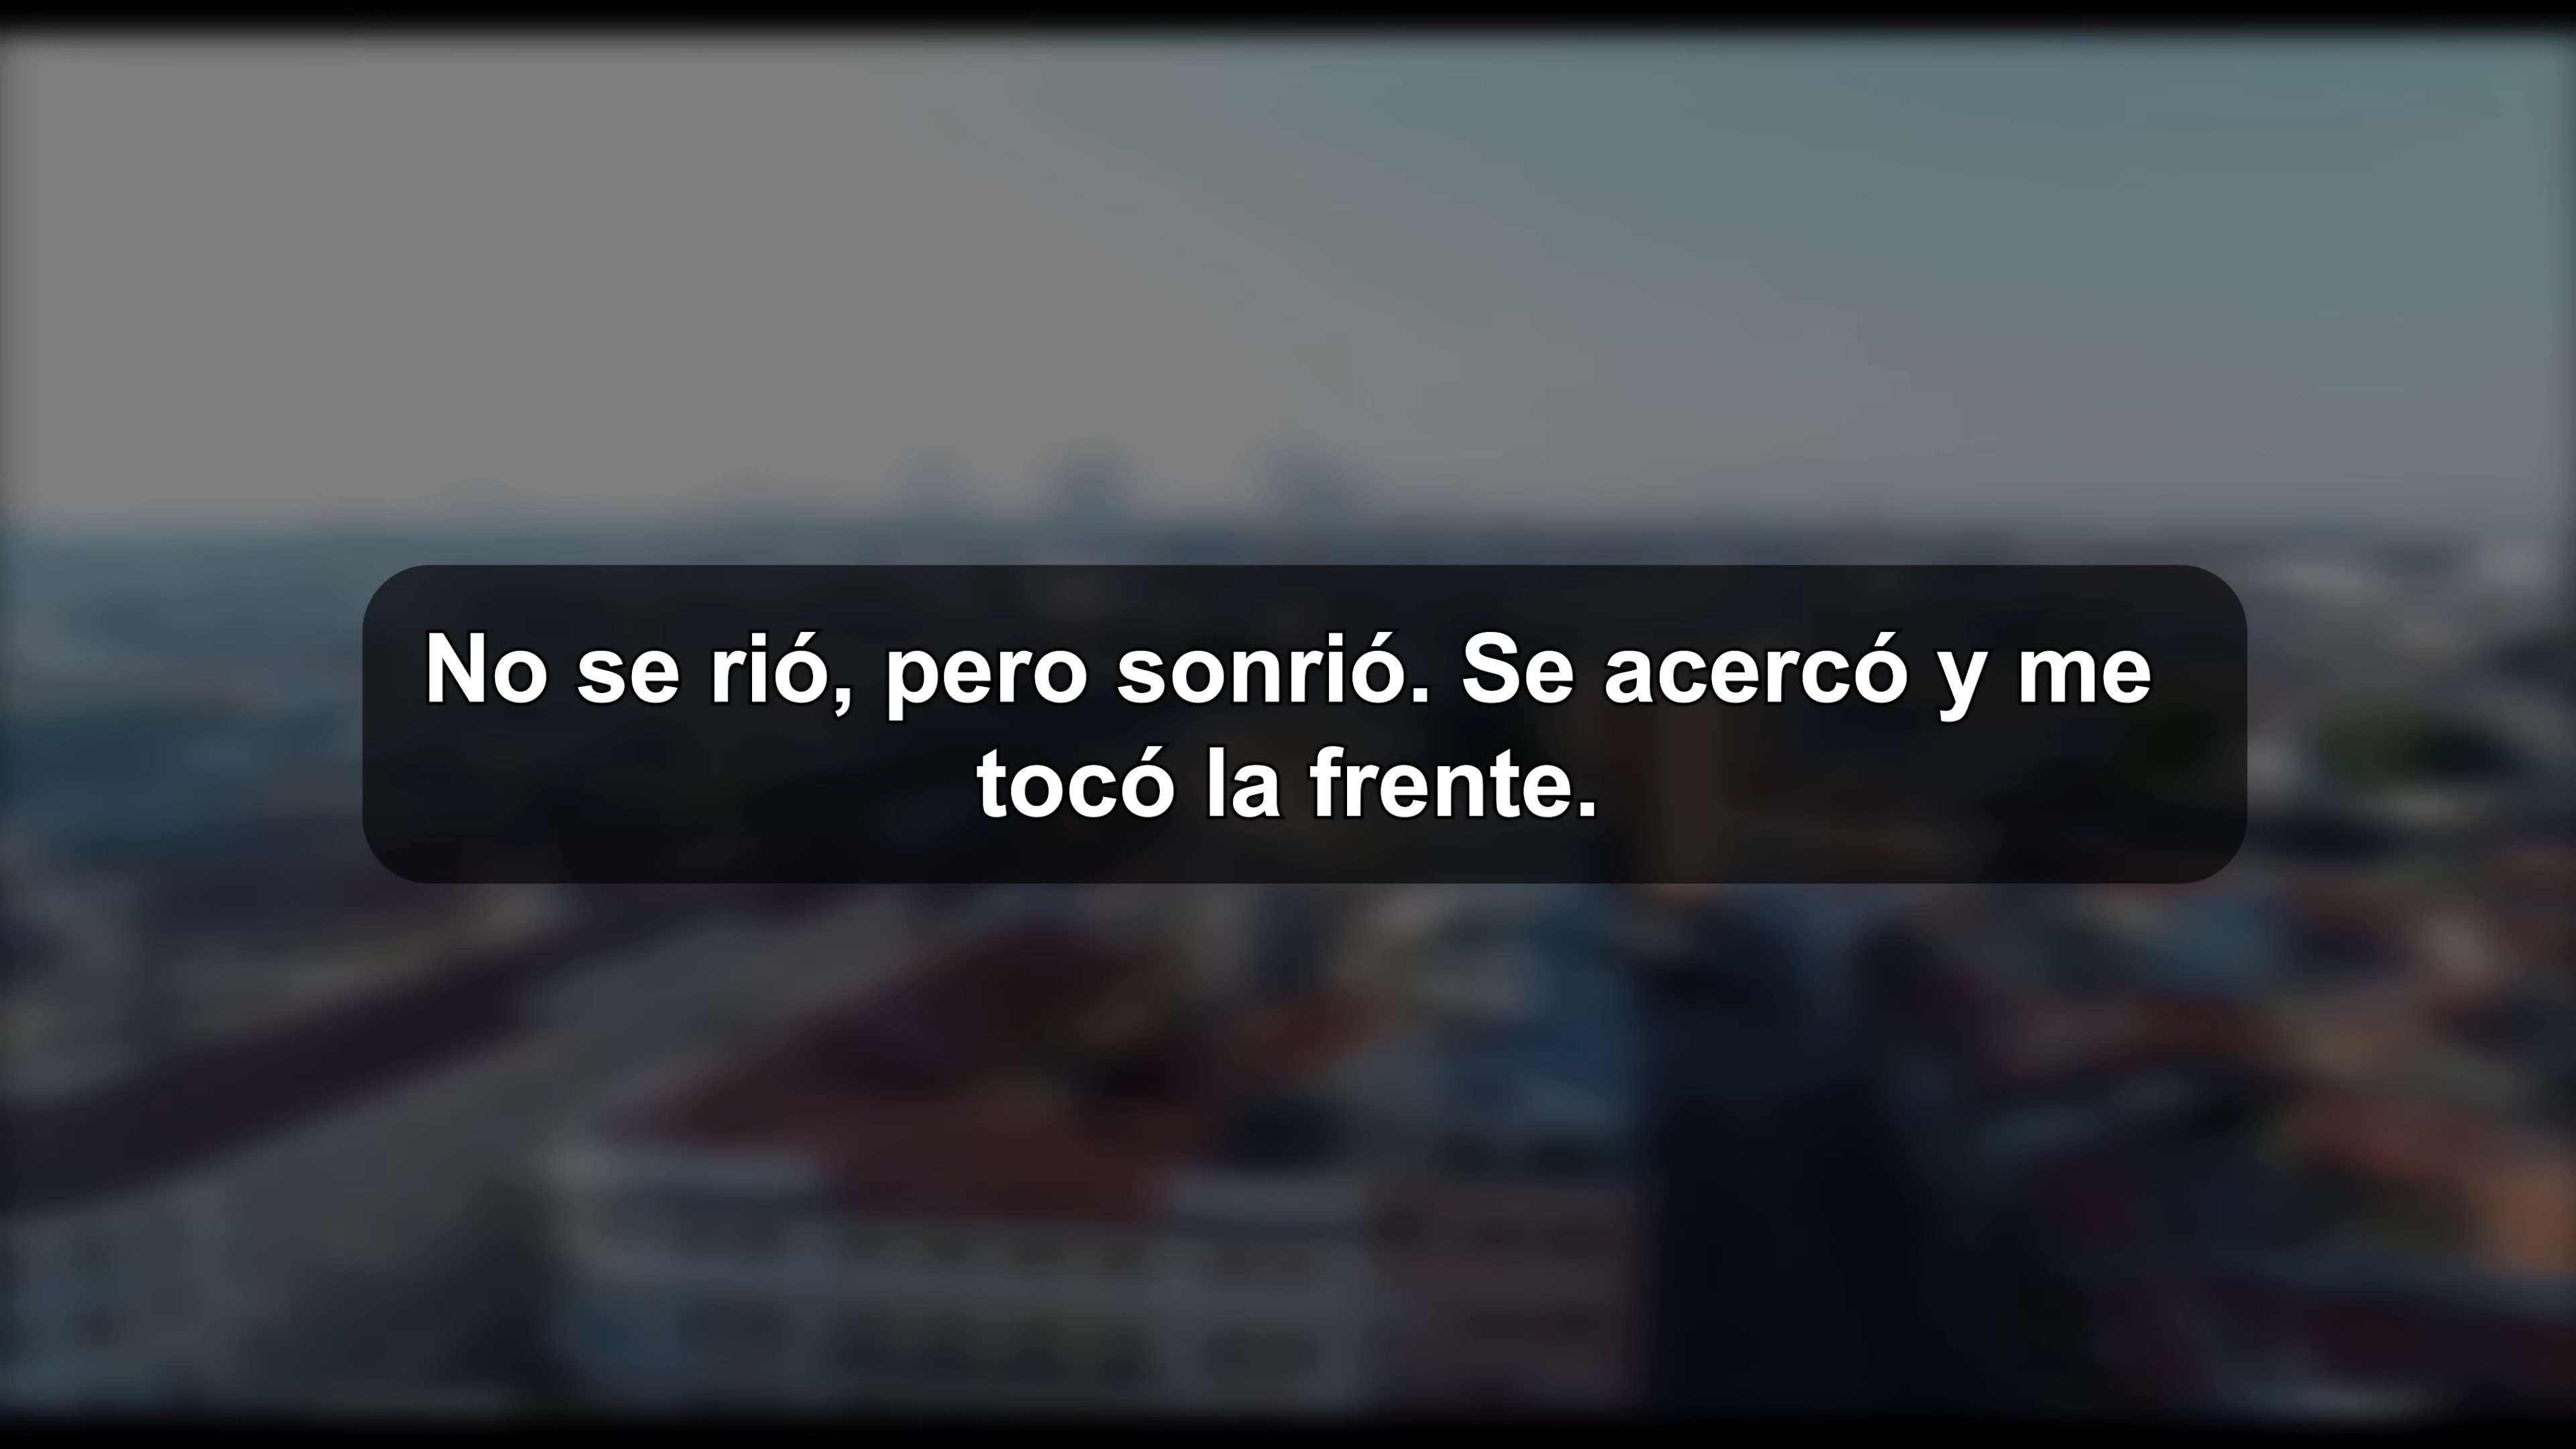 No se rió, pero sonrió. Se acercó y me
tocó la frente.